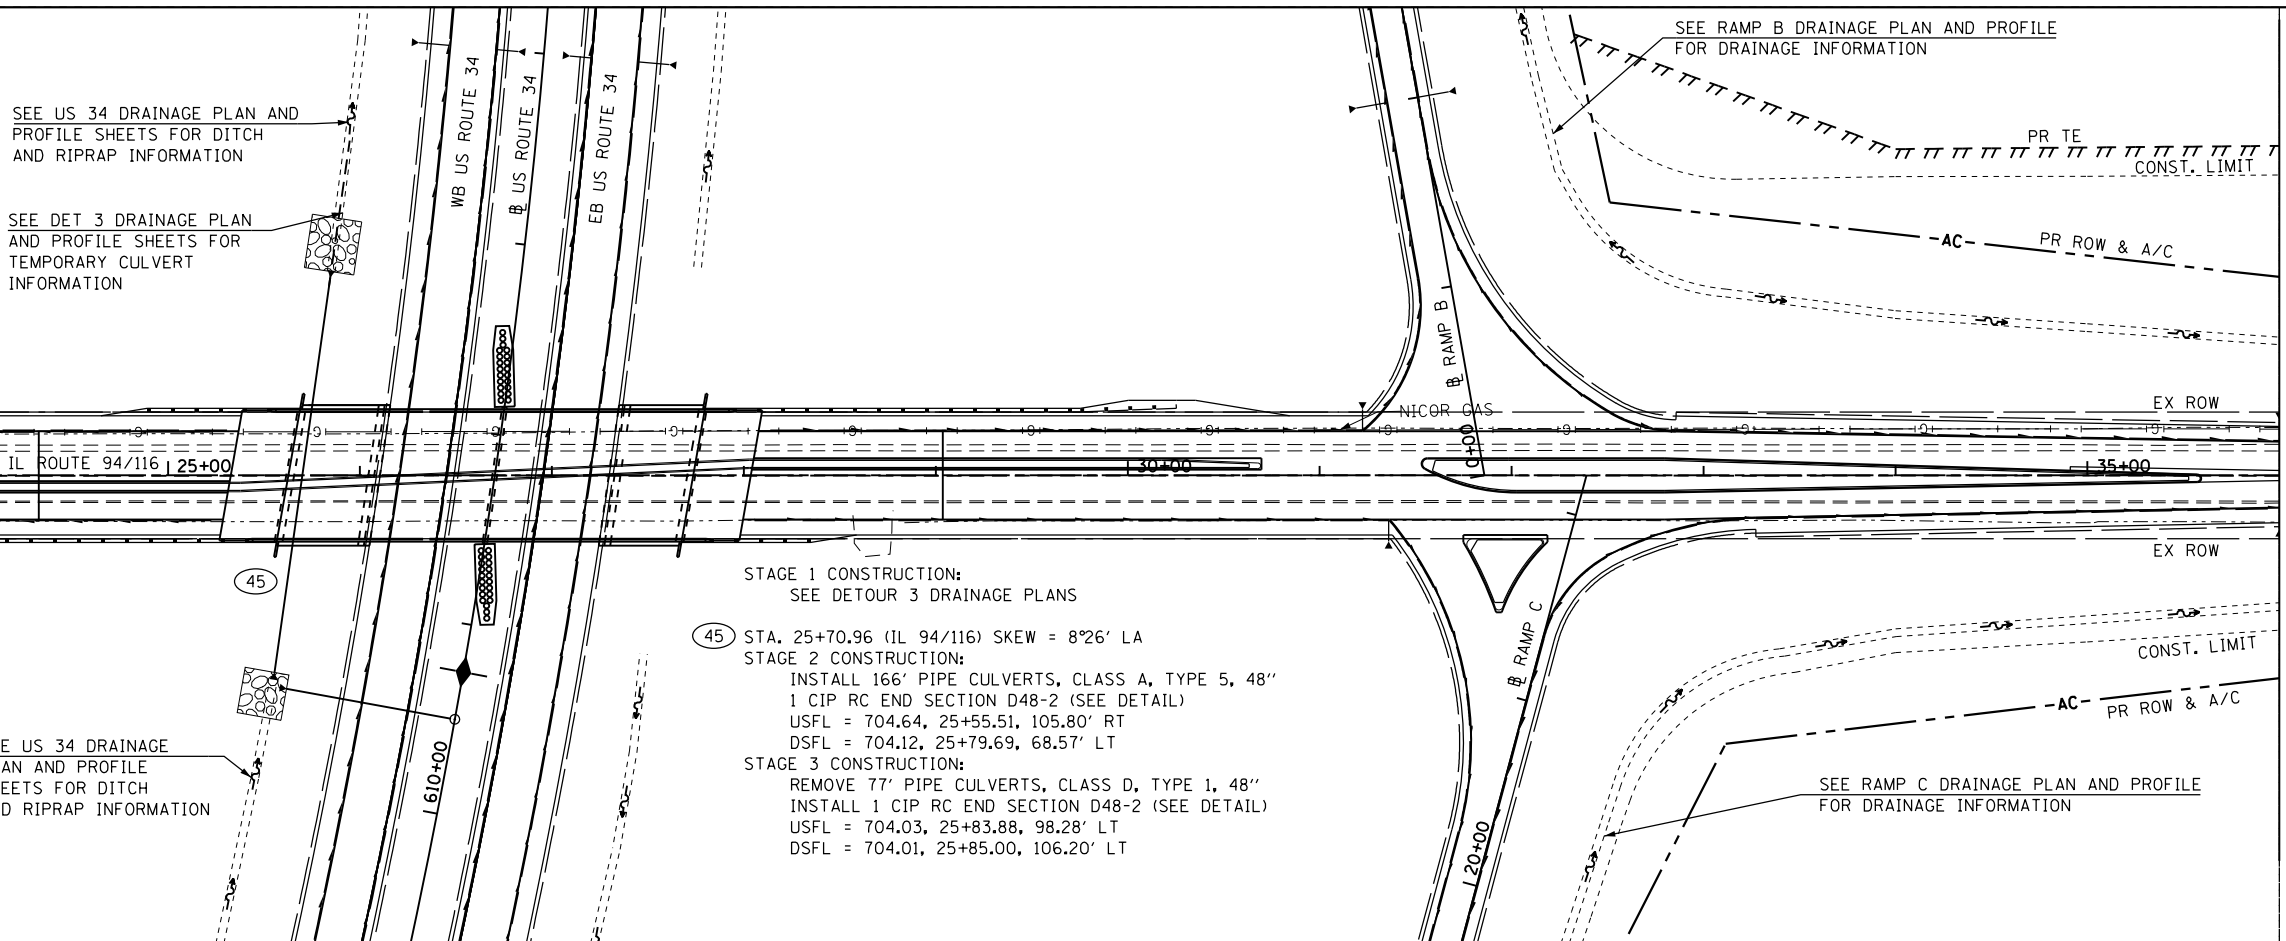 SEE RAMP B DRAINAGE PLAN AND PROFILE
FOR DRAINAGE INFORMATION
SEE US 34 DRAINAGE PLAN AND
PROFILE SHEETS FOR DITCH
AND RIPRAP INFORMATION
WB US ROUTE 34
US ROUTE 34
EB US ROUTE 34
PR TE
CONST. LIMIT
SEE DET 3 DRAINAGE PLAN
AND PROFILE SHEETS FOR
TEMPORARY CULVERT
INFORMATION
AC
PR ROW & A/C
RAMP B
NICOR GAS
EX ROW
IL ROUTE 94/116
25+00
30+00
0+00
35+00
EX ROW
45
STAGE 1 CONSTRUCTION:
SEE DETOUR 3 DRAINAGE PLANS
45 STA. 25+70.96 (IL 94/116) SKEW = 8°26' LA
STAGE 2 CONSTRUCTION:
INSTALL 166' PIPE CULVERTS, CLASS A, TYPE 5, 48"
1 CIP RC END SECTION D48-2 (SEE DETAIL)
USFL = 704.64, 25+55.51, 105.80' RT
DSFL = 704.12, 25+79.69, 68.57' LT
STAGE 3 CONSTRUCTION:
REMOVE 77' PIPE CULVERTS, CLASS D, TYPE 1, 48"
INSTALL 1 CIP RC END SECTION D48-2 (SEE DETAIL)
USFL = 704.03, 25+83.88, 98.28' LT
DSFL = 704.01, 25+85.00, 106.20' LT
RAMP C
CONST. LIMIT
AC
PR ROW & A/C
E US 34 DRAINAGE
AN AND PROFILE
EETS FOR DITCH
D RIPRAP INFORMATION
610+00
20+00
SEE RAMP C DRAINAGE PLAN AND PROFILE
FOR DRAINAGE INFORMATION